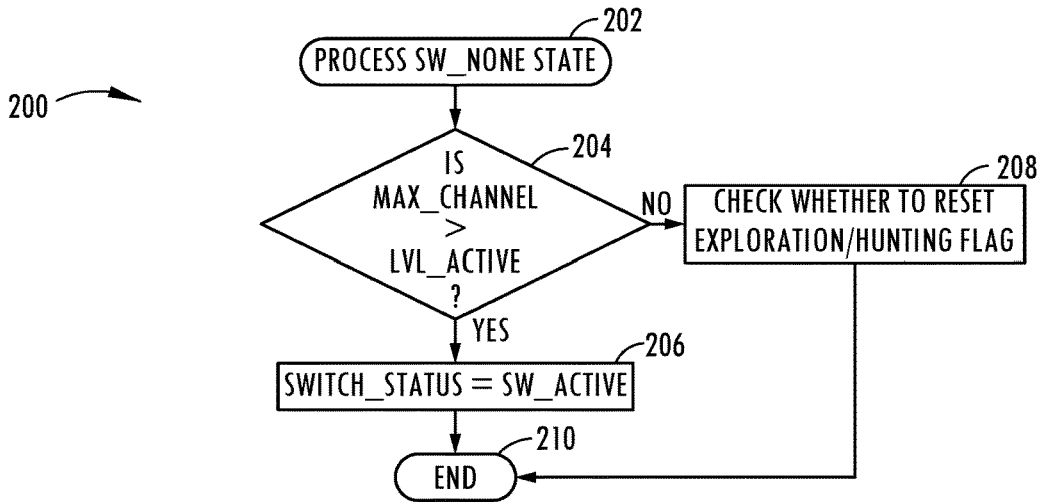 202
PROCESS SW_NONE STATE
200
204
IS
MAX_CHANNEL
>
LVL_ACTIVE
?
NO
208
CHECK WHETHER TO RESET
EXPLORATION/HUNTING FLAG
YES
206
SWITCH_STATUS = SW_ACTIVE
210
END